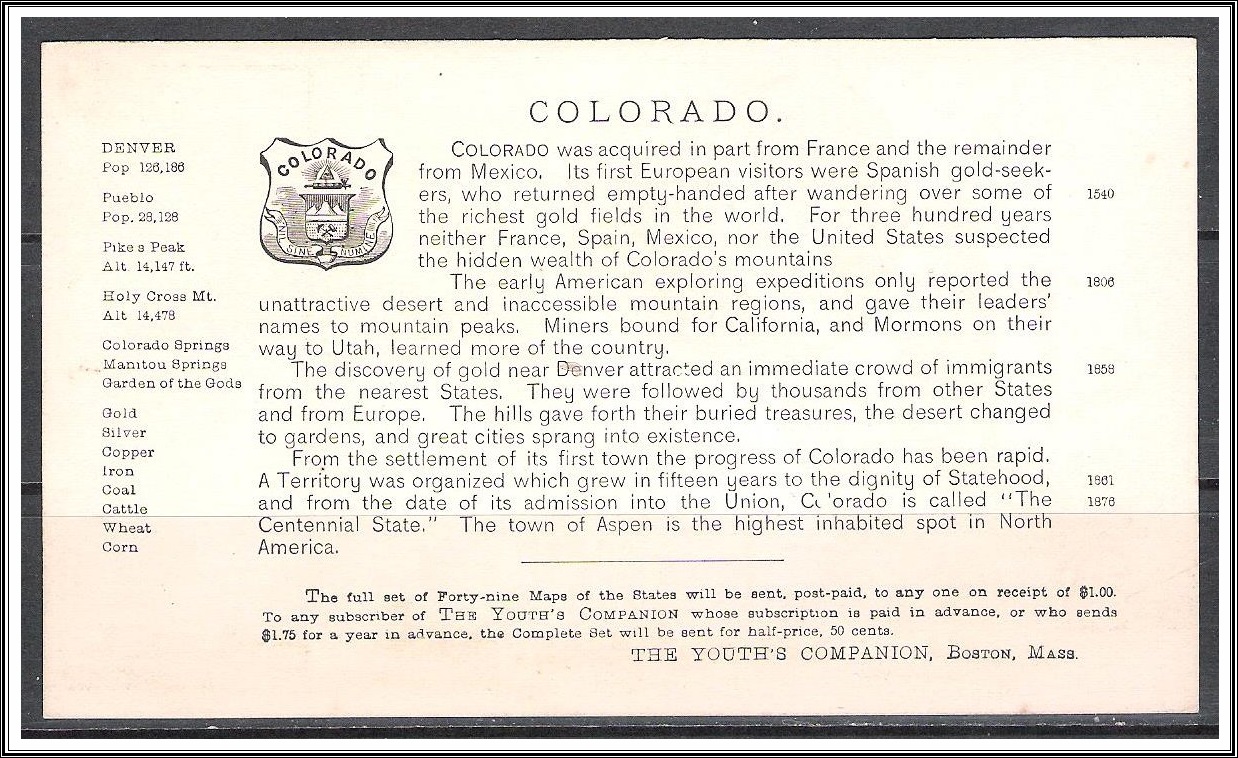 COLORADO.
DENVER
Pop 126,186
Pueblo
Pop. 28,128
Pike s Peak
Alt. 14,147 ft.
Holy Cross Mt.
Alt 14,478
Colorado Springs
Manitou Springs
Garden of the Gods
Gold
Silver
Copper
Iron
Coal
Cattle
Wheat
Corn
COLORADO
NIL SINE NUMINE
COLORADO was acquired in part from France and the remainder
from Mexico. Its first European visitors were Spanish gold-seek-
ers, who returned empty-handed after wandering over some of 1540
the richest gold fields in the world. For three hundred years
neither France, Spain, Mexico, nor the United States suspected
the hidden wealth of Colorado's mountains
The early American exploring expeditions only reported the 1806
unattractive desert and inaccessible mountain regions, and gave their leaders'
names to mountain peaks. Miners bound for California, and Mormons on their
way to Utah, learned more of the country.
The discovery of gold near Denver attracted an immediate crowd of immigrants 1858
from the nearest States. They were followed by thousands from other States
and from Europe. The hills gave forth their buried treasures, the desert changed
to gardens, and great cities sprang into existence.
From the settlement of its first town the progress of Colorado has been rapid.
A Territory was organized which grew in fifteen years to the dignity of Statehood, 1861
and from the date of its admission into the Union, Colorado is called "The 1876
Centennial State." The town of Aspen is the highest inhabited spot in North
America.
The full set of Forty-nine Maps of the States will be sent, post-paid, to any one on receipt of $1.00.
To any subscriber of THE YOUTH'S COMPANION whose subscription is paid in advance, or who sends
$1.75 for a year in advance, the Complete Set will be sent for half-price, 50 cents.
THE YOUTH'S COMPANION, BOSTON, MASS.